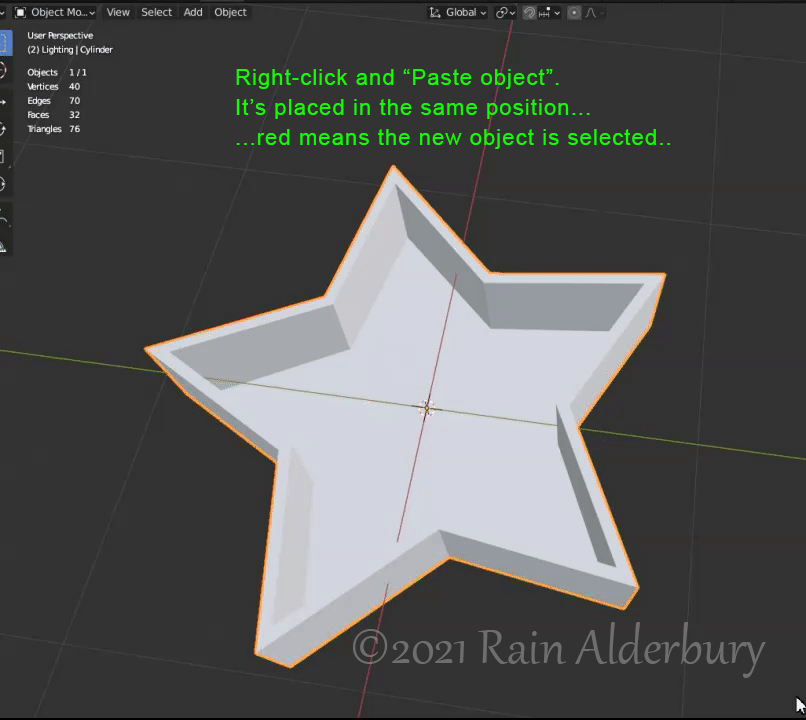 Object Mo... View Select Add Object Global
User Perspective
(2) Lighting | Cylinder
Objects 1 / 1
Vertices 40
Edges 70
Faces 32
Triangles 76
Right-click and “Paste object”.
It’s placed in the same position...
...red means the new object is selected..
©2021 Rain Alderbury